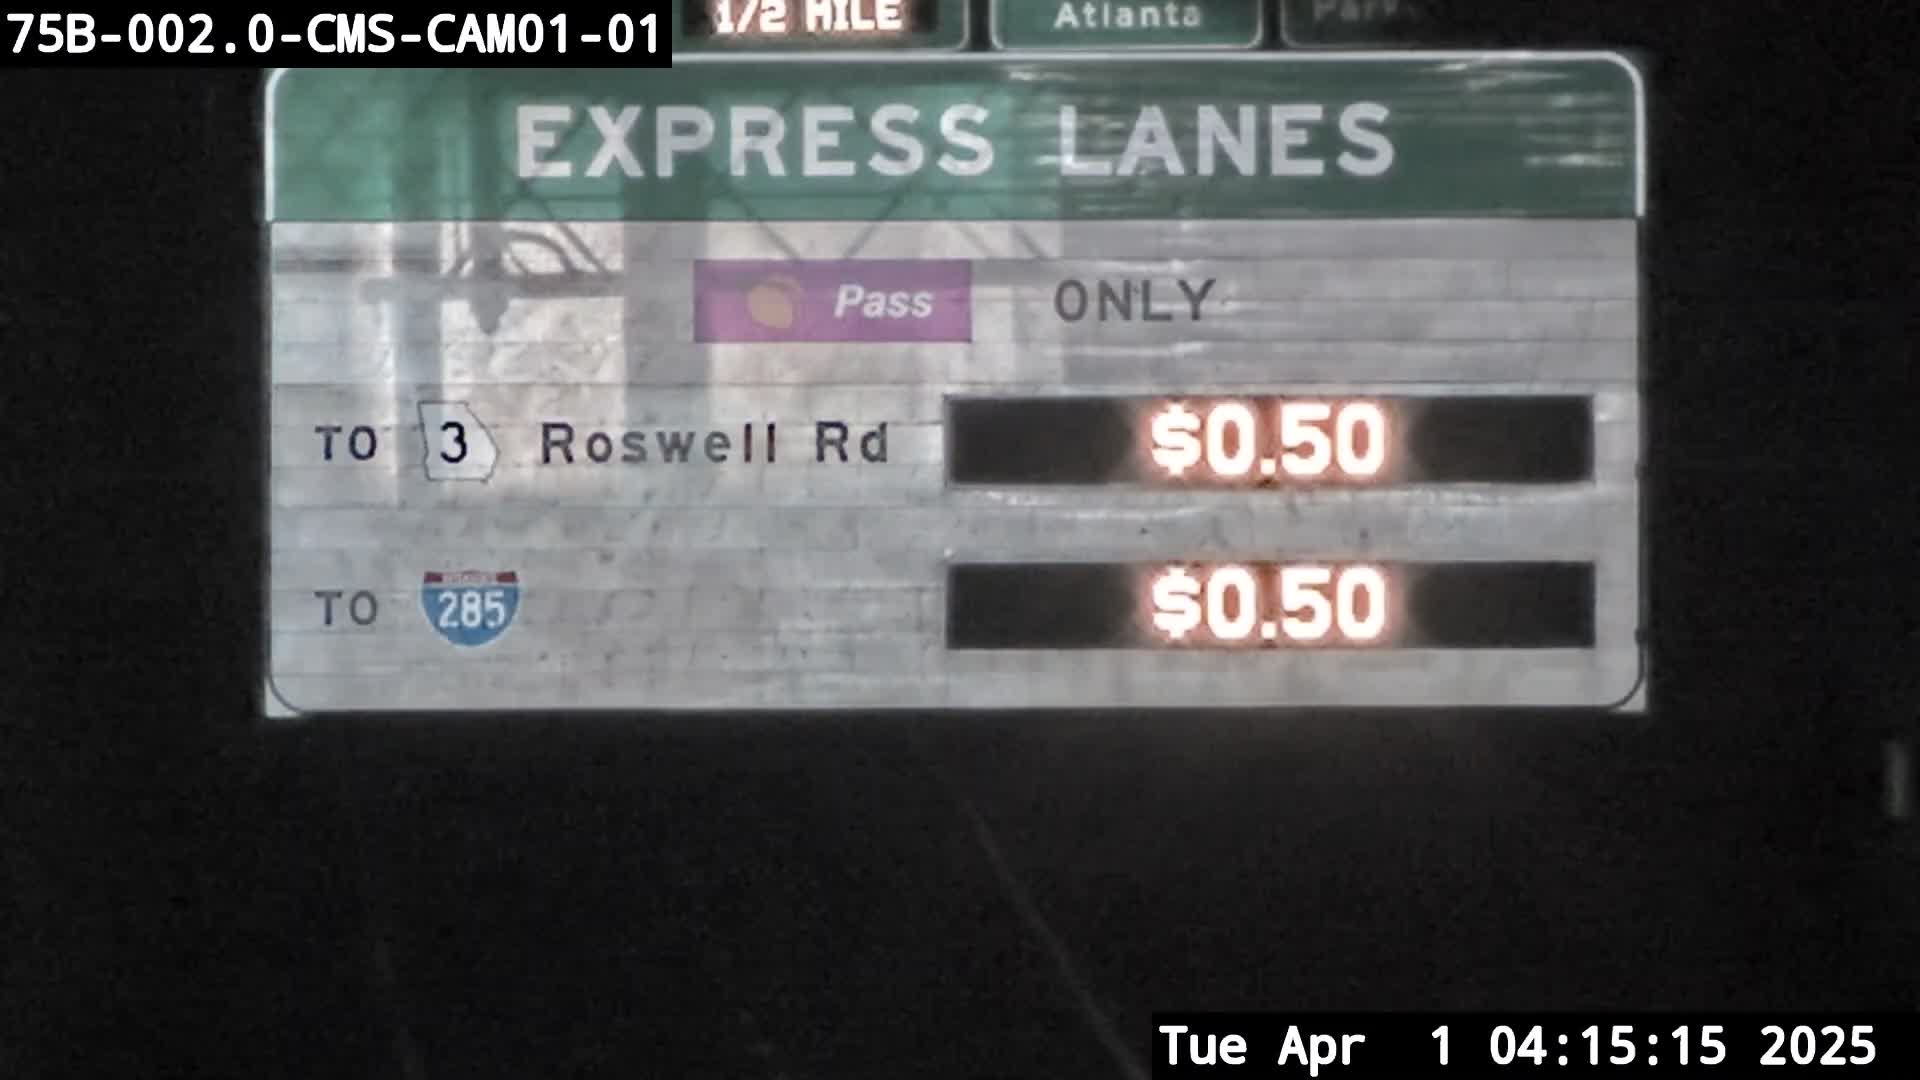 75B-002.0-CMS-CAM01-01
1/2 MILE
Atlanta
Park
EXPRESS LANES
Pass ONLY
TO 3 Roswell Rd $0.50
TO 285 $0.50
Tue Apr 1 04:15:15 2025